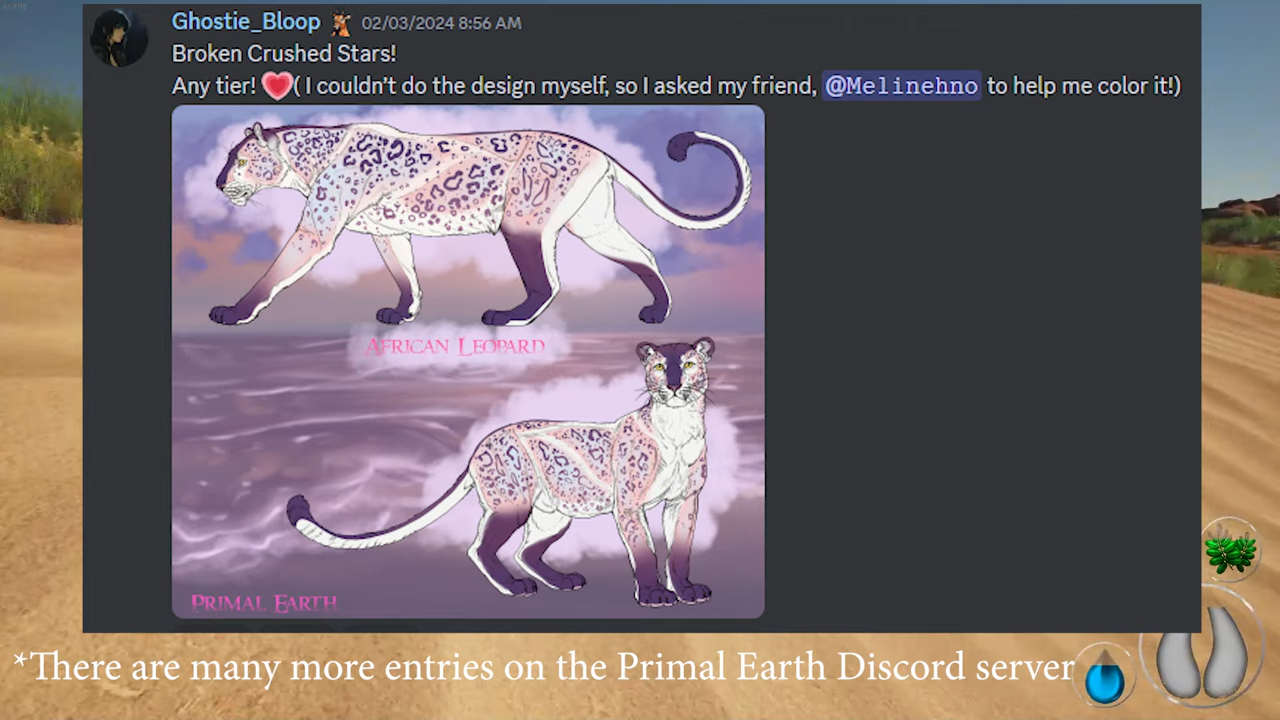 Ghostie_Bloop 02/03/2024 8:56 AM
Broken Crushed Stars!
Any tier! ( I couldn't do the design myself, so I asked my friend, @Melinehno to help me color it!)
African Leopard
Primal Earth
*There are many more entries on the Primal Earth Discord server